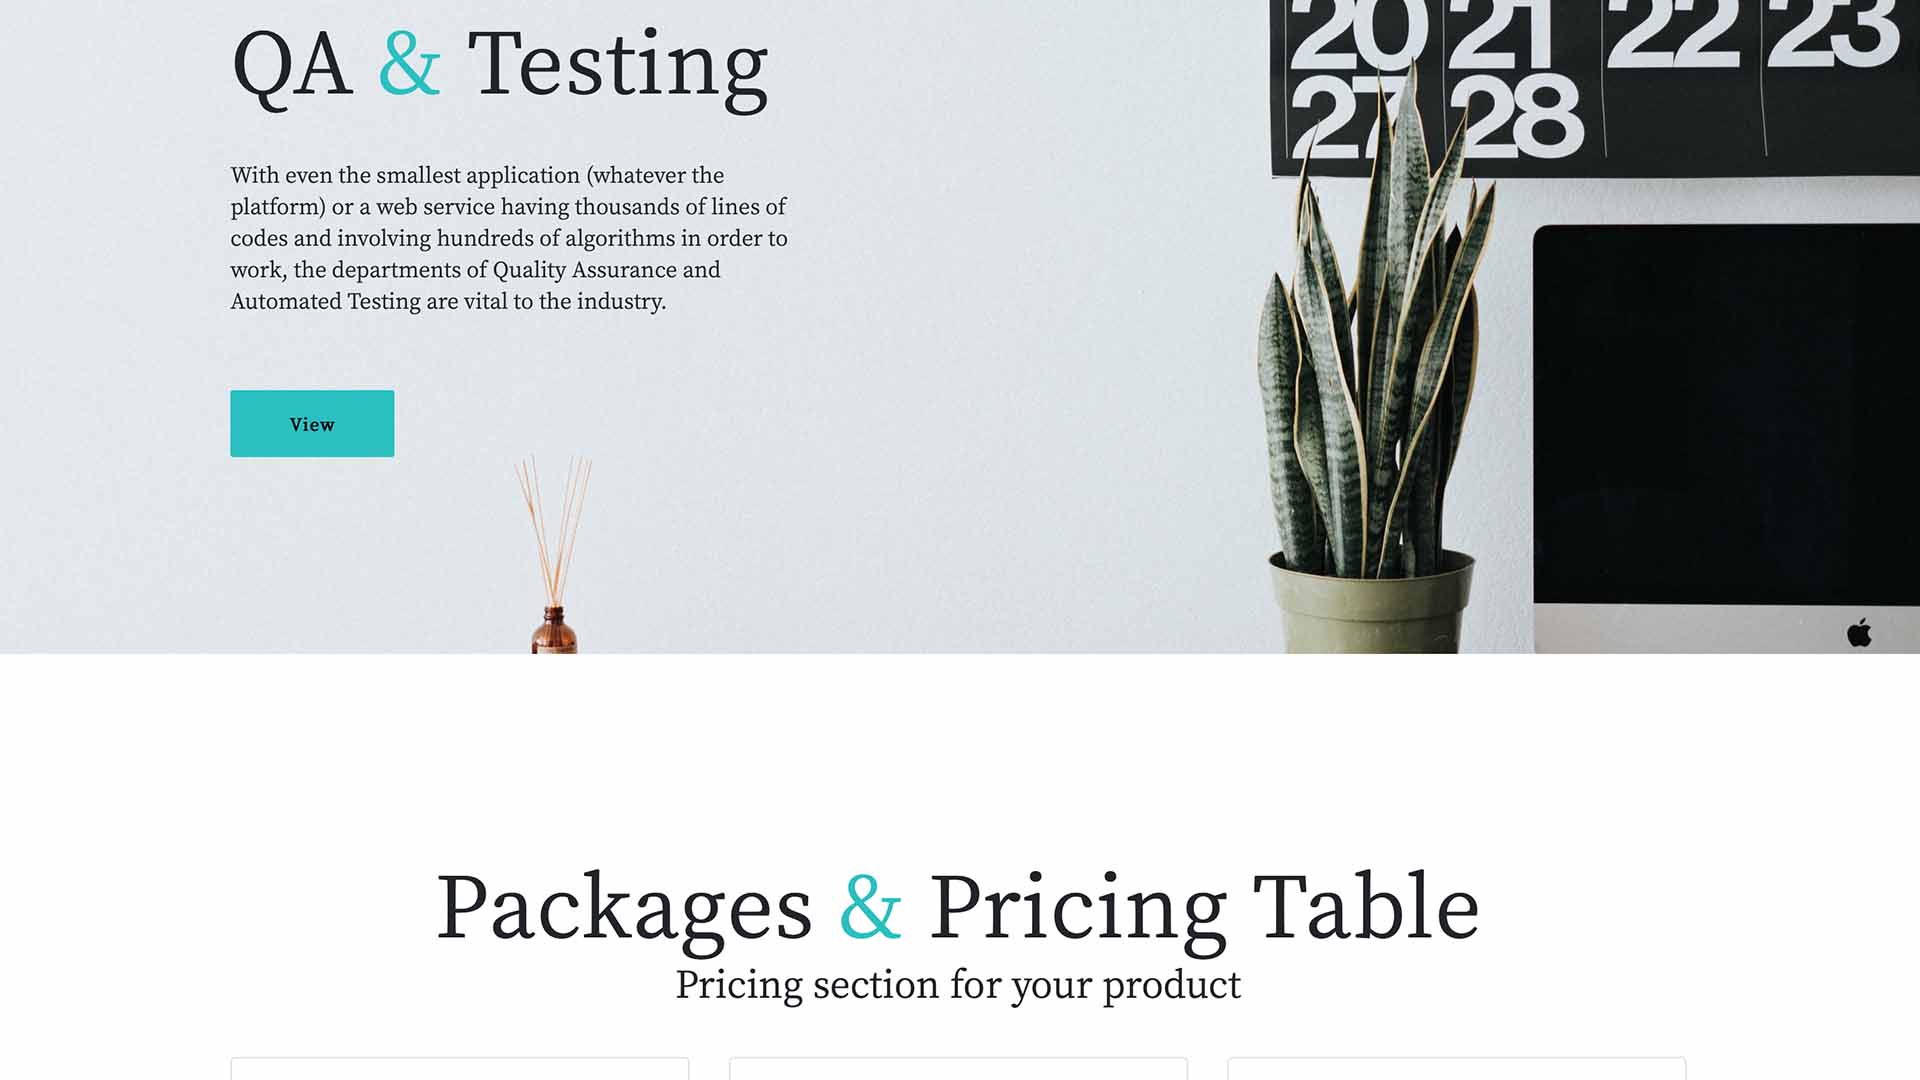 QA & Testing
With even the smallest application (whatever the
platform) or a web service having thousands of lines of
codes and involving hundreds of algorithms in order to
work, the departments of Quality Assurance and
Automated Testing are vital to the industry.
View
20 21 22 23
27 28
Packages & Pricing Table
Pricing section for your product